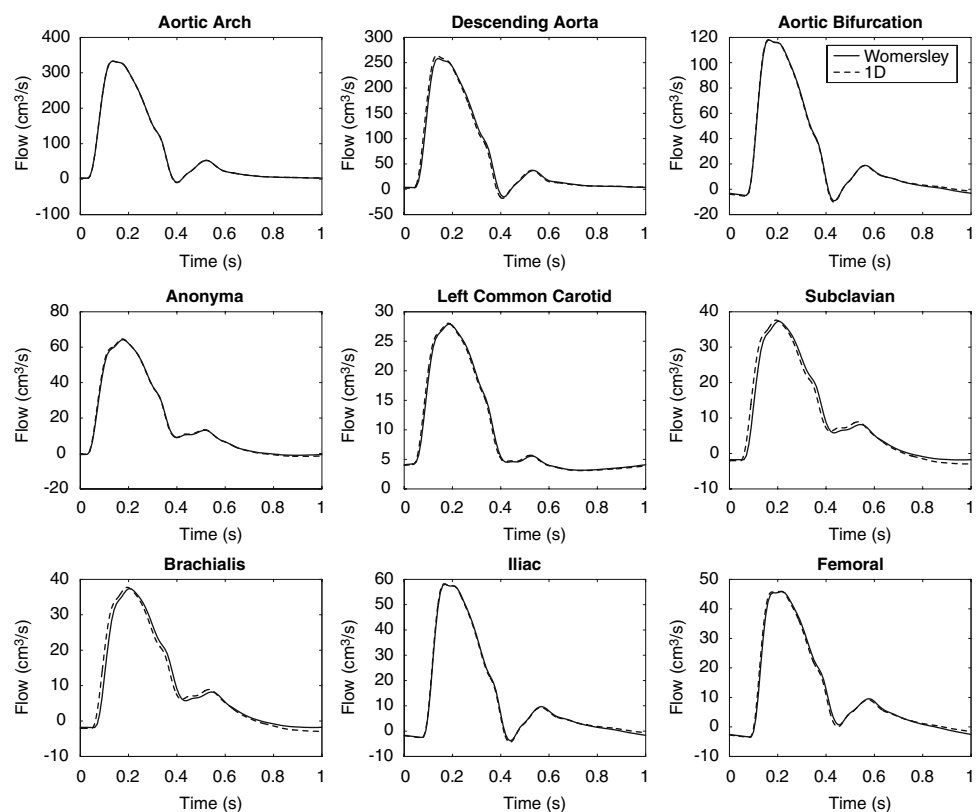 Aortic Arch
Flow (cm³/s)
400
300
200
100
0
-100
0 0.2 0.4 0.6 0.8 1
Time (s)
Descending Aorta
Flow (cm³/s)
300
250
200
150
100
50
0
-50
0 0.2 0.4 0.6 0.8 1
Time (s)
Aortic Bifurcation
Flow (cm³/s)
120
100
80
60
40
20
0
-20
Womersley
1D
0 0.2 0.4 0.6 0.8 1
Time (s)
Anonyma
Flow (cm³/s)
80
60
40
20
0
-20
0 0.2 0.4 0.6 0.8 1
Time (s)
Left Common Carotid
Flow (cm³/s)
30
25
20
15
10
5
0
0 0.2 0.4 0.6 0.8 1
Time (s)
Subclavian
Flow (cm³/s)
40
30
20
10
0
-10
0 0.2 0.4 0.6 0.8 1
Time (s)
Brachialis
Flow (cm³/s)
40
30
20
10
0
-10
0 0.2 0.4 0.6 0.8 1
Time (s)
Iliac
Flow (cm³/s)
60
50
40
30
20
10
0
-10
0 0.2 0.4 0.6 0.8 1
Time (s)
Femoral
Flow (cm³/s)
50
40
30
20
10
0
-10
0 0.2 0.4 0.6 0.8 1
Time (s)